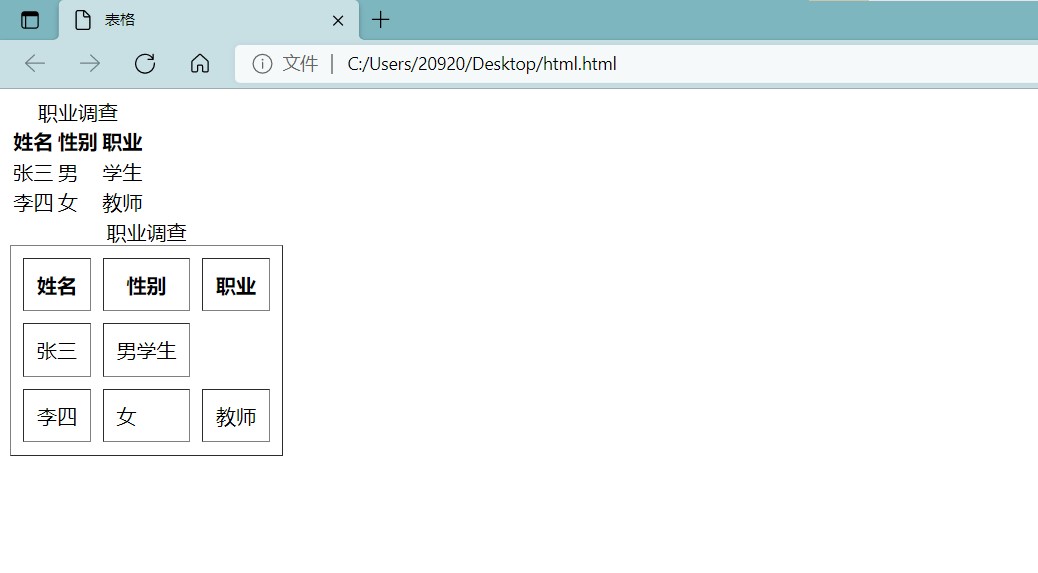 表格
文件 C:/Users/20920/Desktop/html.html
职业调查
姓名 性别 职业
张三 男 学生
李四 女 教师
职业调查
姓名 性别 职业
张三 男学生
李四 女 教师